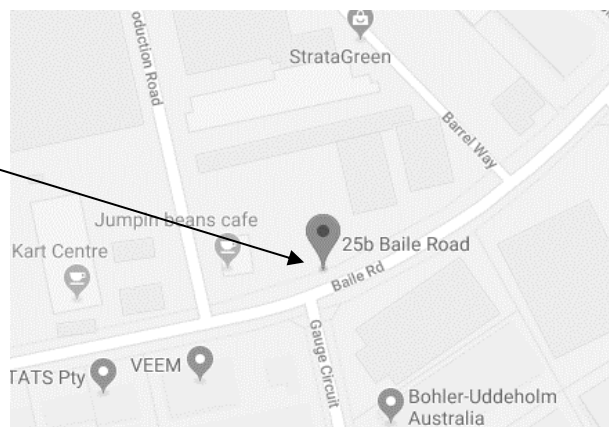 oduction Road
StrataGreen
Barrel Way
Jumpin beans cafe
Kart Centre
25b Baile Road
Baile Rd
Gauge Circuit
TATS Pty
VEEM
Bohler-Uddeholm
Australia